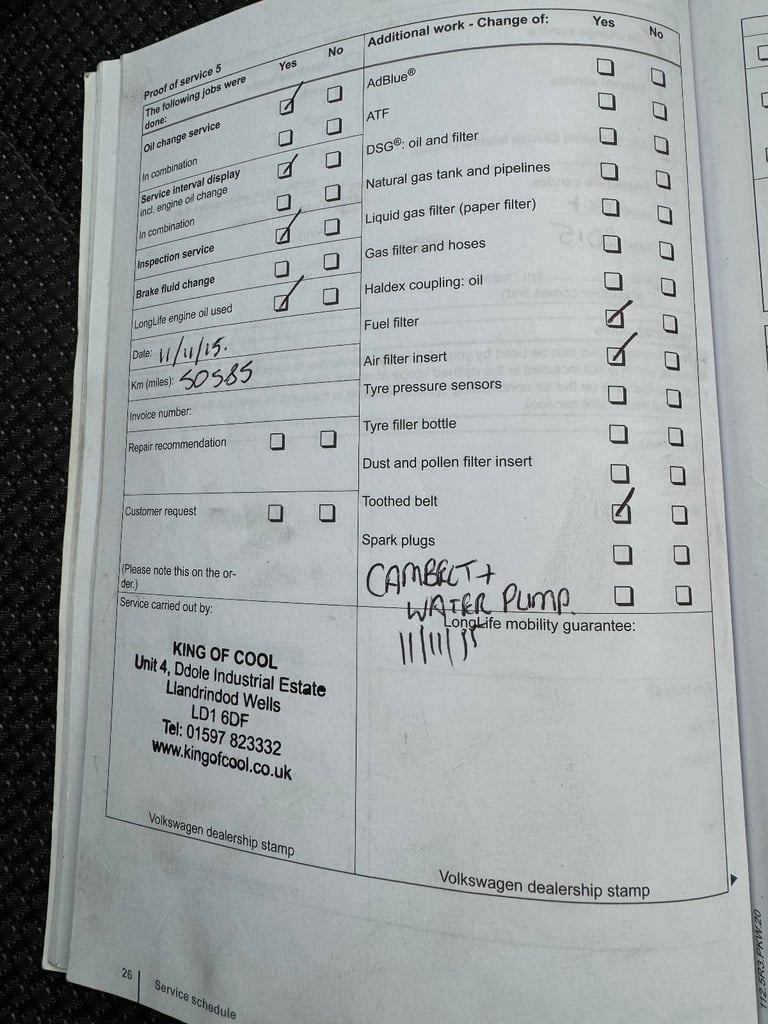 Proof of service 5
Yes
No
The following jobs were
done:
Oil change service
In combination
Service interval display
incl. engine oil change
In combination
Inspection service
Brake fluid change
LongLife engine oil used
Date: 11/11/15.
Km (miles): 50585
Invoice number:
Repair recommendation
Customer request
(Please note this on the or-
der.)
Service carried out by:
KING OF COOL
Unit 4, Ddole Industrial Estate
Llandrindod Wells
LD1 6DF
Tel: 01597 823332
www.kingofcool.co.uk
Volkswagen dealership stamp
Additional work - Change of:
Yes
No
AdBlue®
ATF
DSG®: oil and filter
Natural gas tank and pipelines
Liquid gas filter (paper filter)
Gas filter and hoses
Haldex coupling: oil
Fuel filter
Air filter insert
Tyre pressure sensors
Tyre filler bottle
Dust and pollen filter insert
Toothed belt
Spark plugs
CAMBELT +
WATER PUMP.
LongLife mobility guarantee:
11/11/15
Volkswagen dealership stamp
26
Service schedule
112.5R3.PKW.20